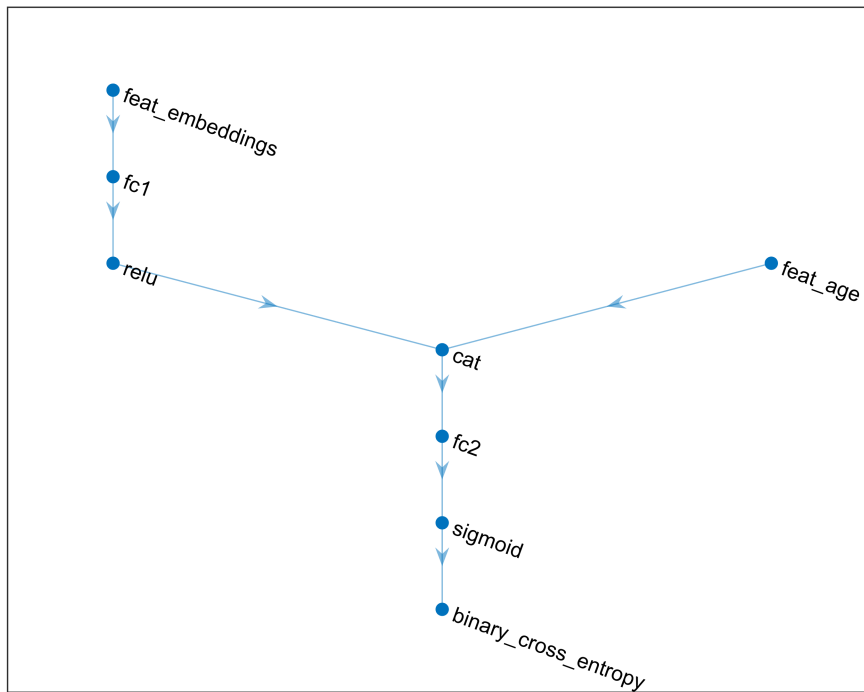 feat_embeddings
fc1
relu
feat_age
cat
fc2
sigmoid
binary_cross_entropy